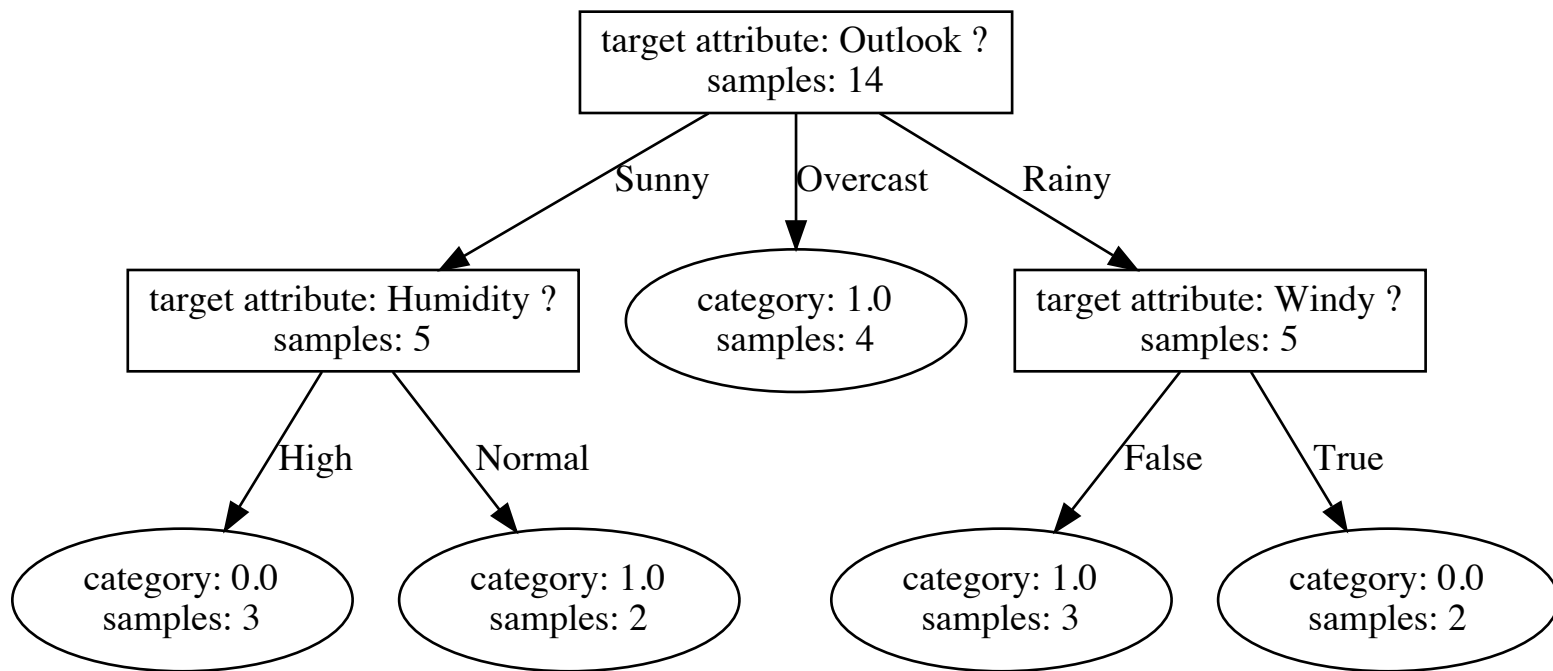 target attribute: Outlook ?
samples: 14
Sunny
Overcast
Rainy
target attribute: Humidity ?
samples: 5
category: 1.0
samples: 4
target attribute: Windy ?
samples: 5
High
Normal
False
True
category: 0.0
samples: 3
category: 1.0
samples: 2
category: 1.0
samples: 3
category: 0.0
samples: 2